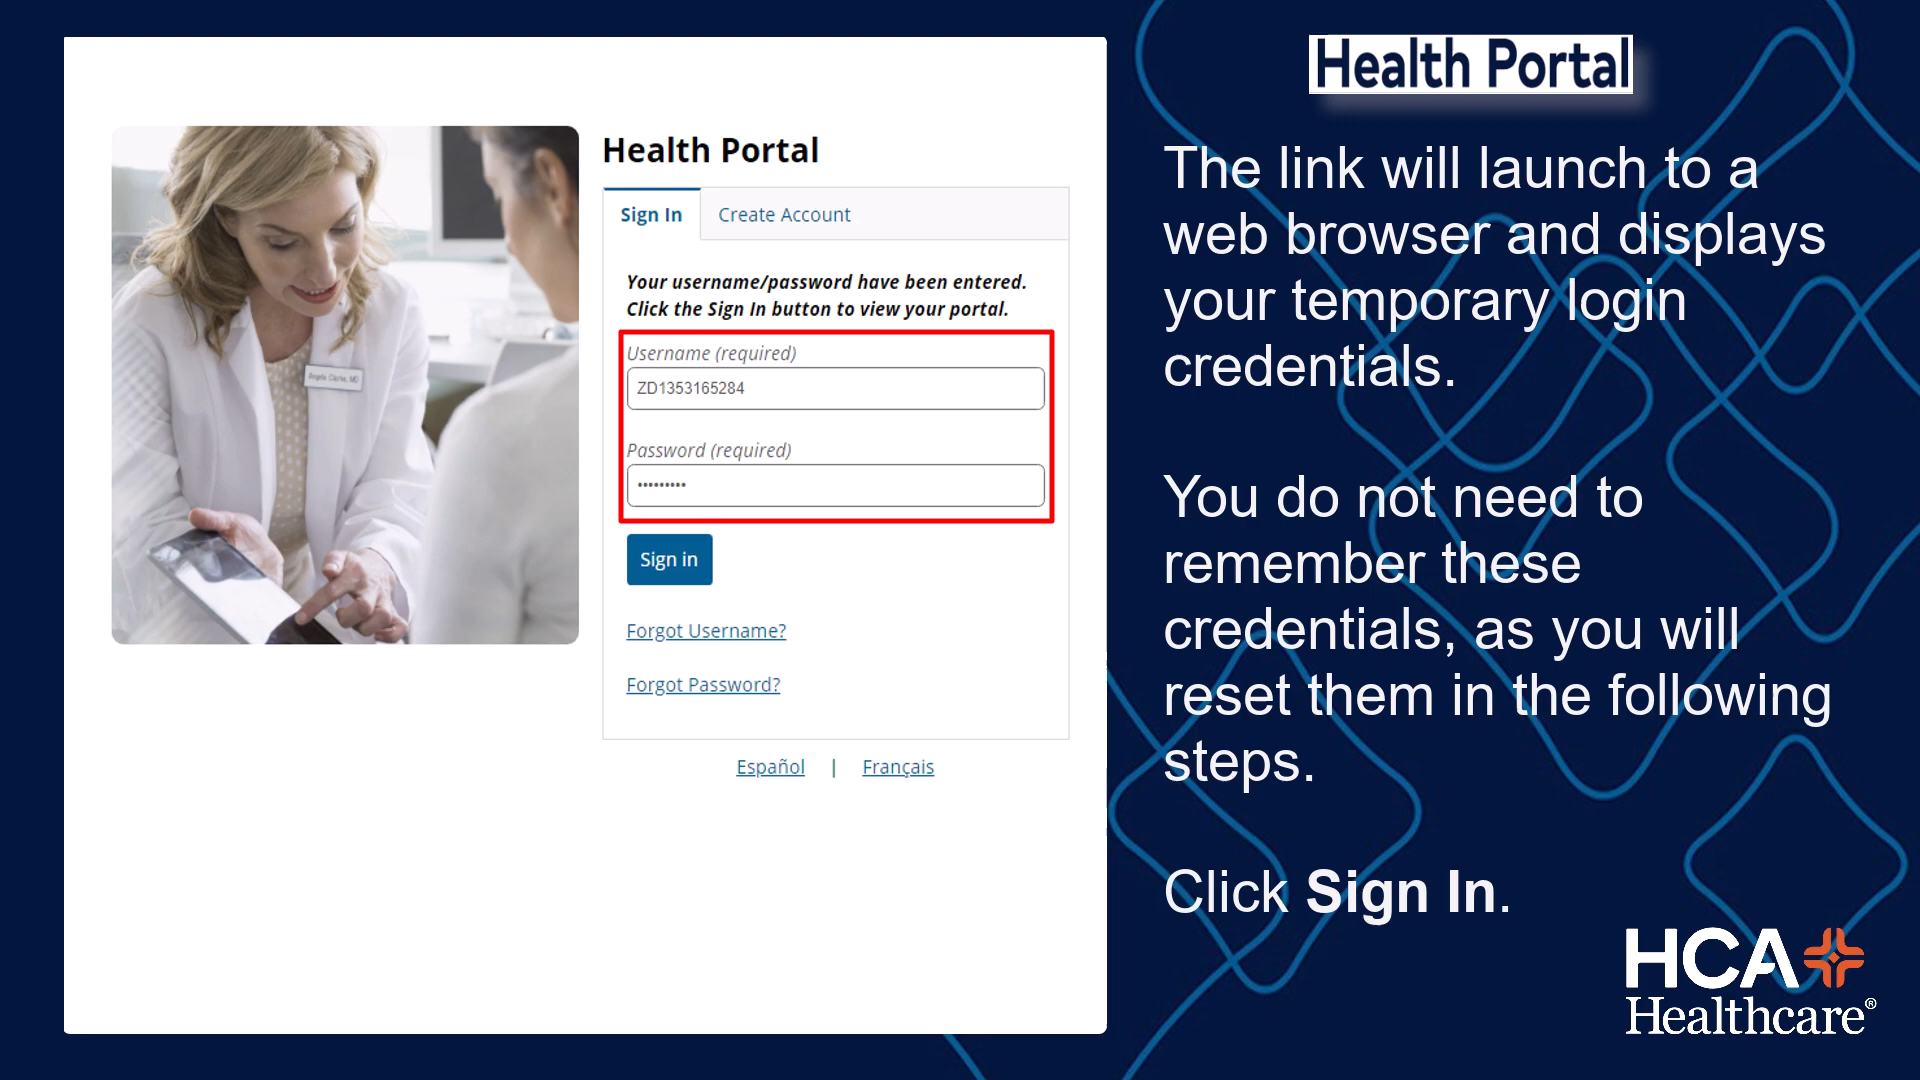 Health Portal
Sign In
Create Account
Your username/password have been entered.
Click the Sign In button to view your portal.
Username (required)
ZD1353165284
Password (required)
•••••••••
Sign in
Forgot Username?
Forgot Password?
Español | Français
Angela Clarke, MD
Health Portal
The link will launch to a
web browser and displays
your temporary login
credentials.
You do not need to
remember these
credentials, as you will
reset them in the following
steps.
Click Sign In.
HCA
Healthcare®